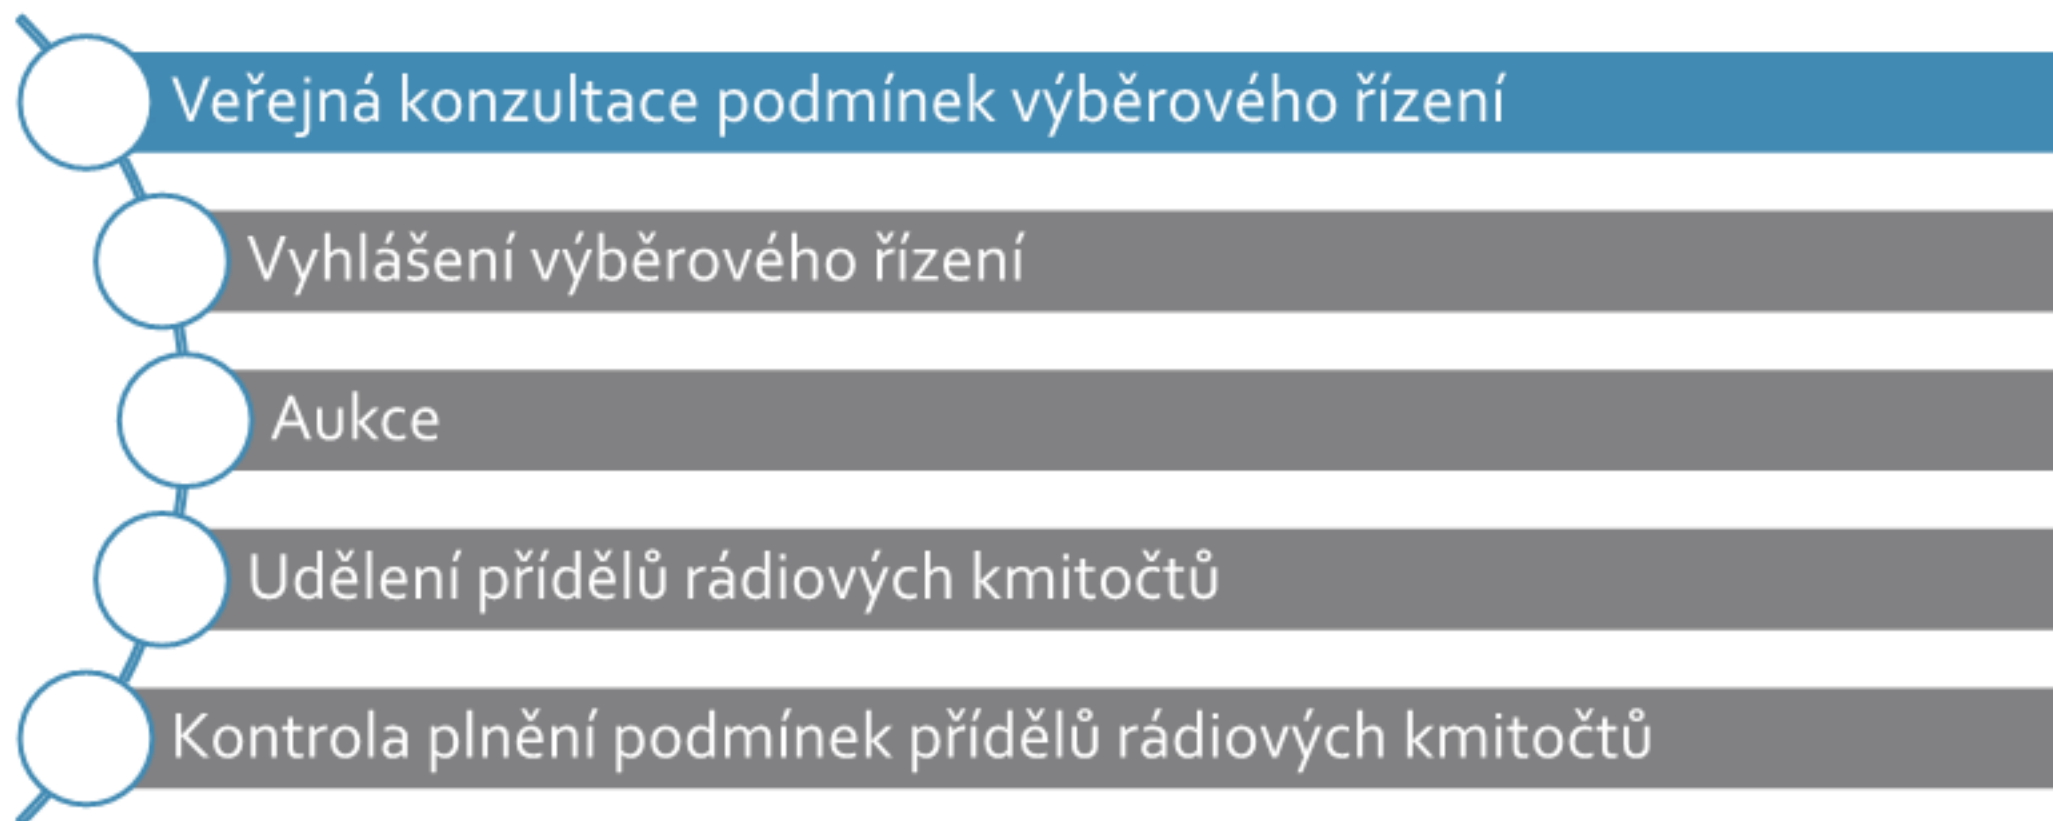 Veřejná konzultace podmínek výběrového řízení
Vyhlášení výběrového řízení
Aukce
Udělení přídělů rádiových kmitočtů
Kontrola plnění podmínek přídělů rádiových kmitočtů